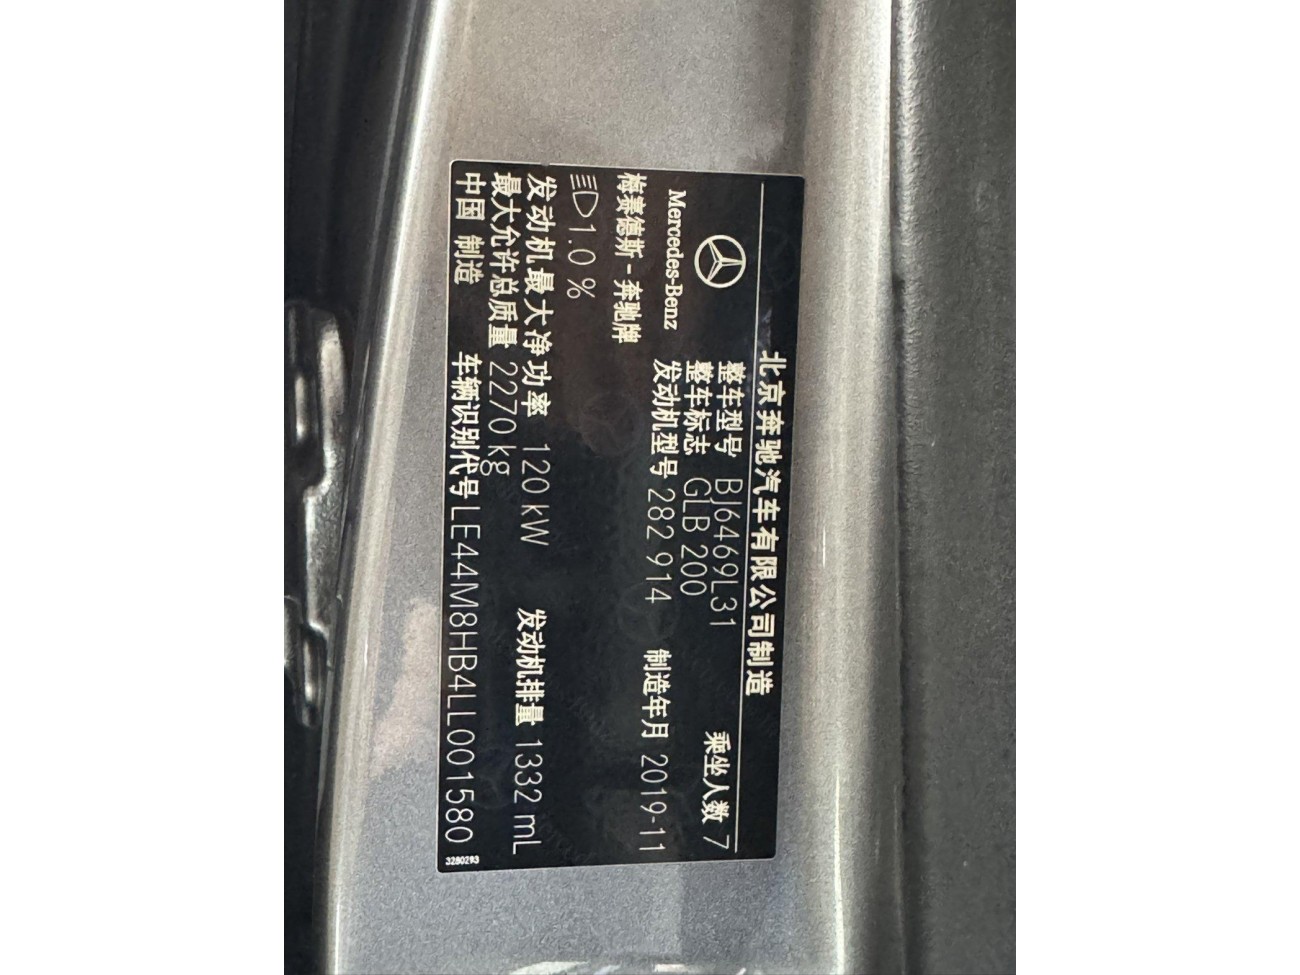 北京奔驰汽车有限公司制造
Mercedes-Benz
梅赛德斯-奔驰牌
整车型号 BJ6469L31 乘坐人数 7
整车标志 GLB 200
发动机型号 282 914 制造年月 2019-11
1.0 %
发动机最大净功率 120 kW 发动机排量 1332 mL
最大允许总质量 2270 kg
中国 制造 车辆识别代号 LE44M8HB4LL001580
3280293